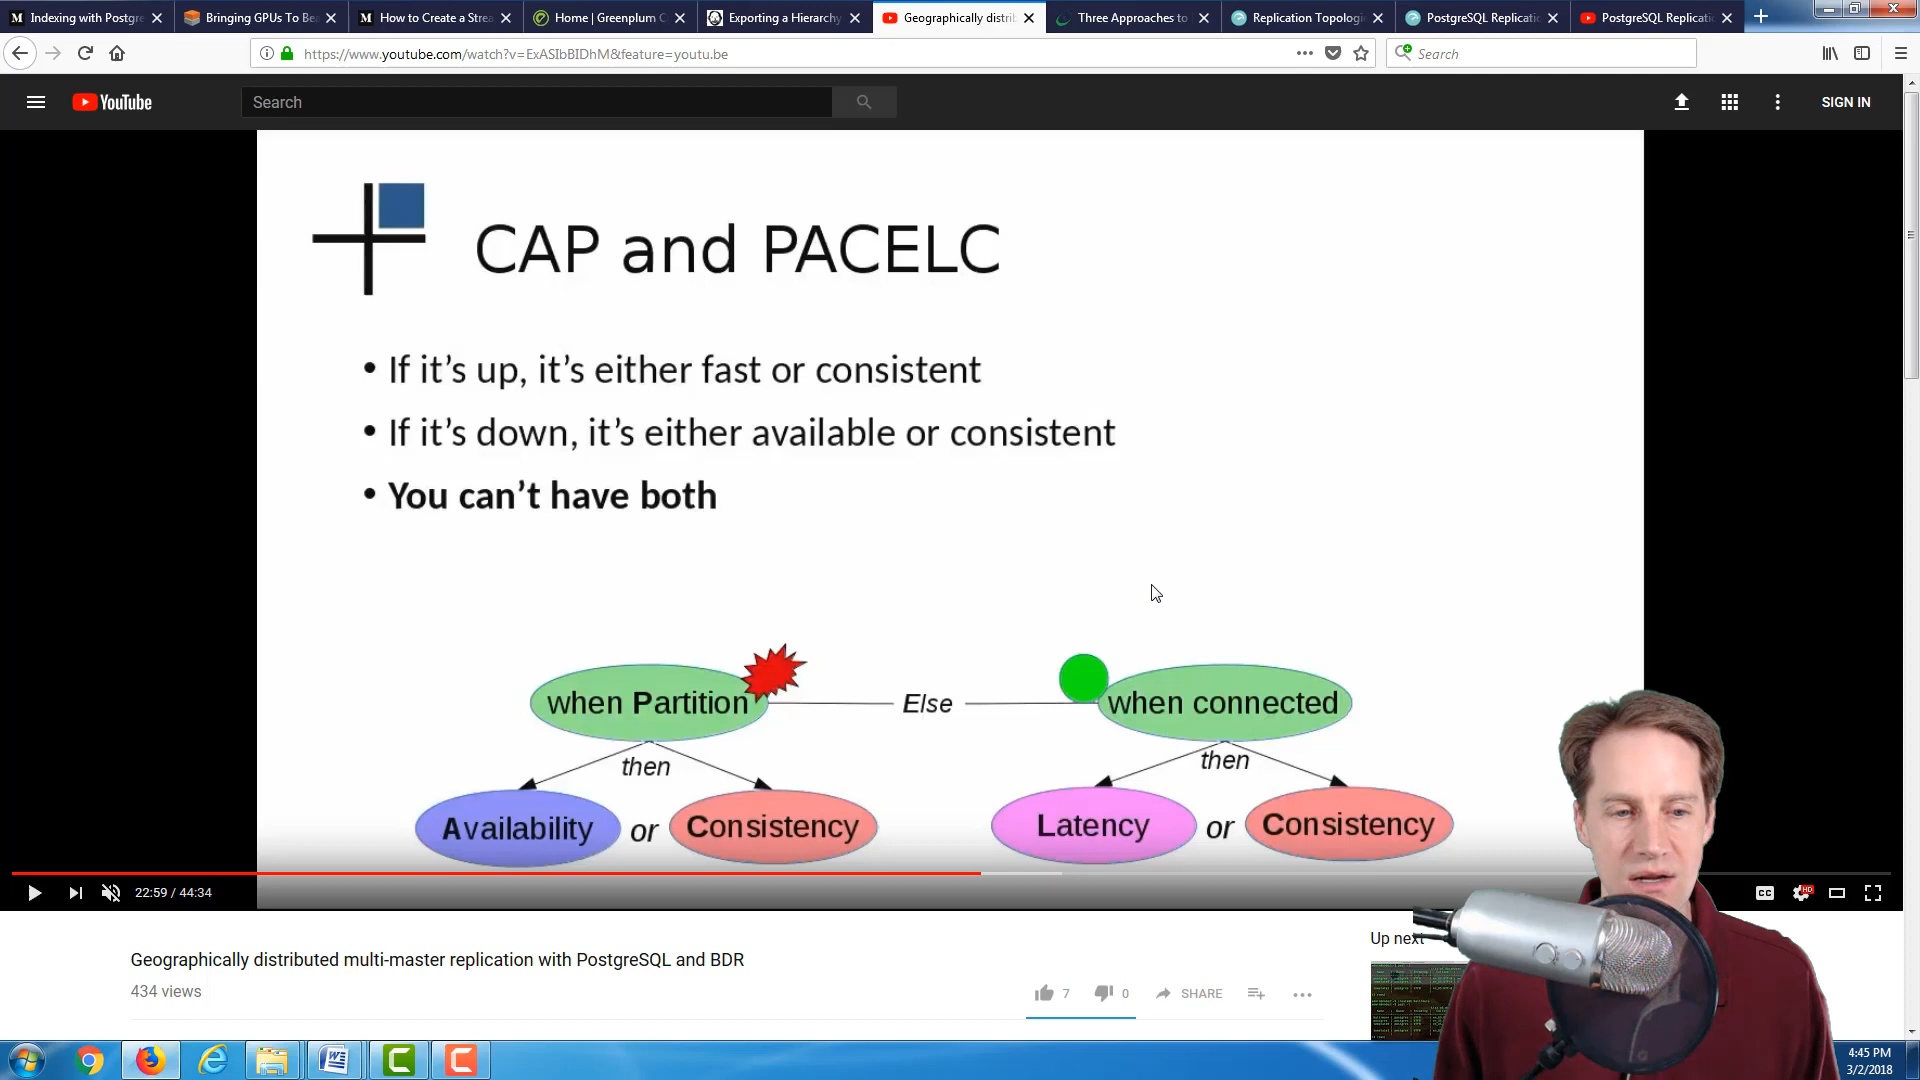 Indexing with Postgre
Bringing GPUs To Be
How to Create a Strea
Home | Greenplum
Exporting a Hierarchy
Geographically distrib
Three Approaches to
Replication Topologi
PostgreSQL Replicati
PostgreSQL Replicati
https://www.youtube.com/watch?v=ExASIbBIDhM&feature=youtu.be
Search
YouTube
Search
SIGN IN
CAP and PACELC
• If it’s up, it’s either fast or consistent
• If it’s down, it’s either available or consistent
• You can’t have both
when Partition
Else
when connected
then
then
Availability or Consistency
Latency or Consistency
22:59 / 44:34
CC
HD
Geographically distributed multi-master replication with PostgreSQL and BDR
434 views
7
0
SHARE
Up next
4:45 PM
3/2/2018